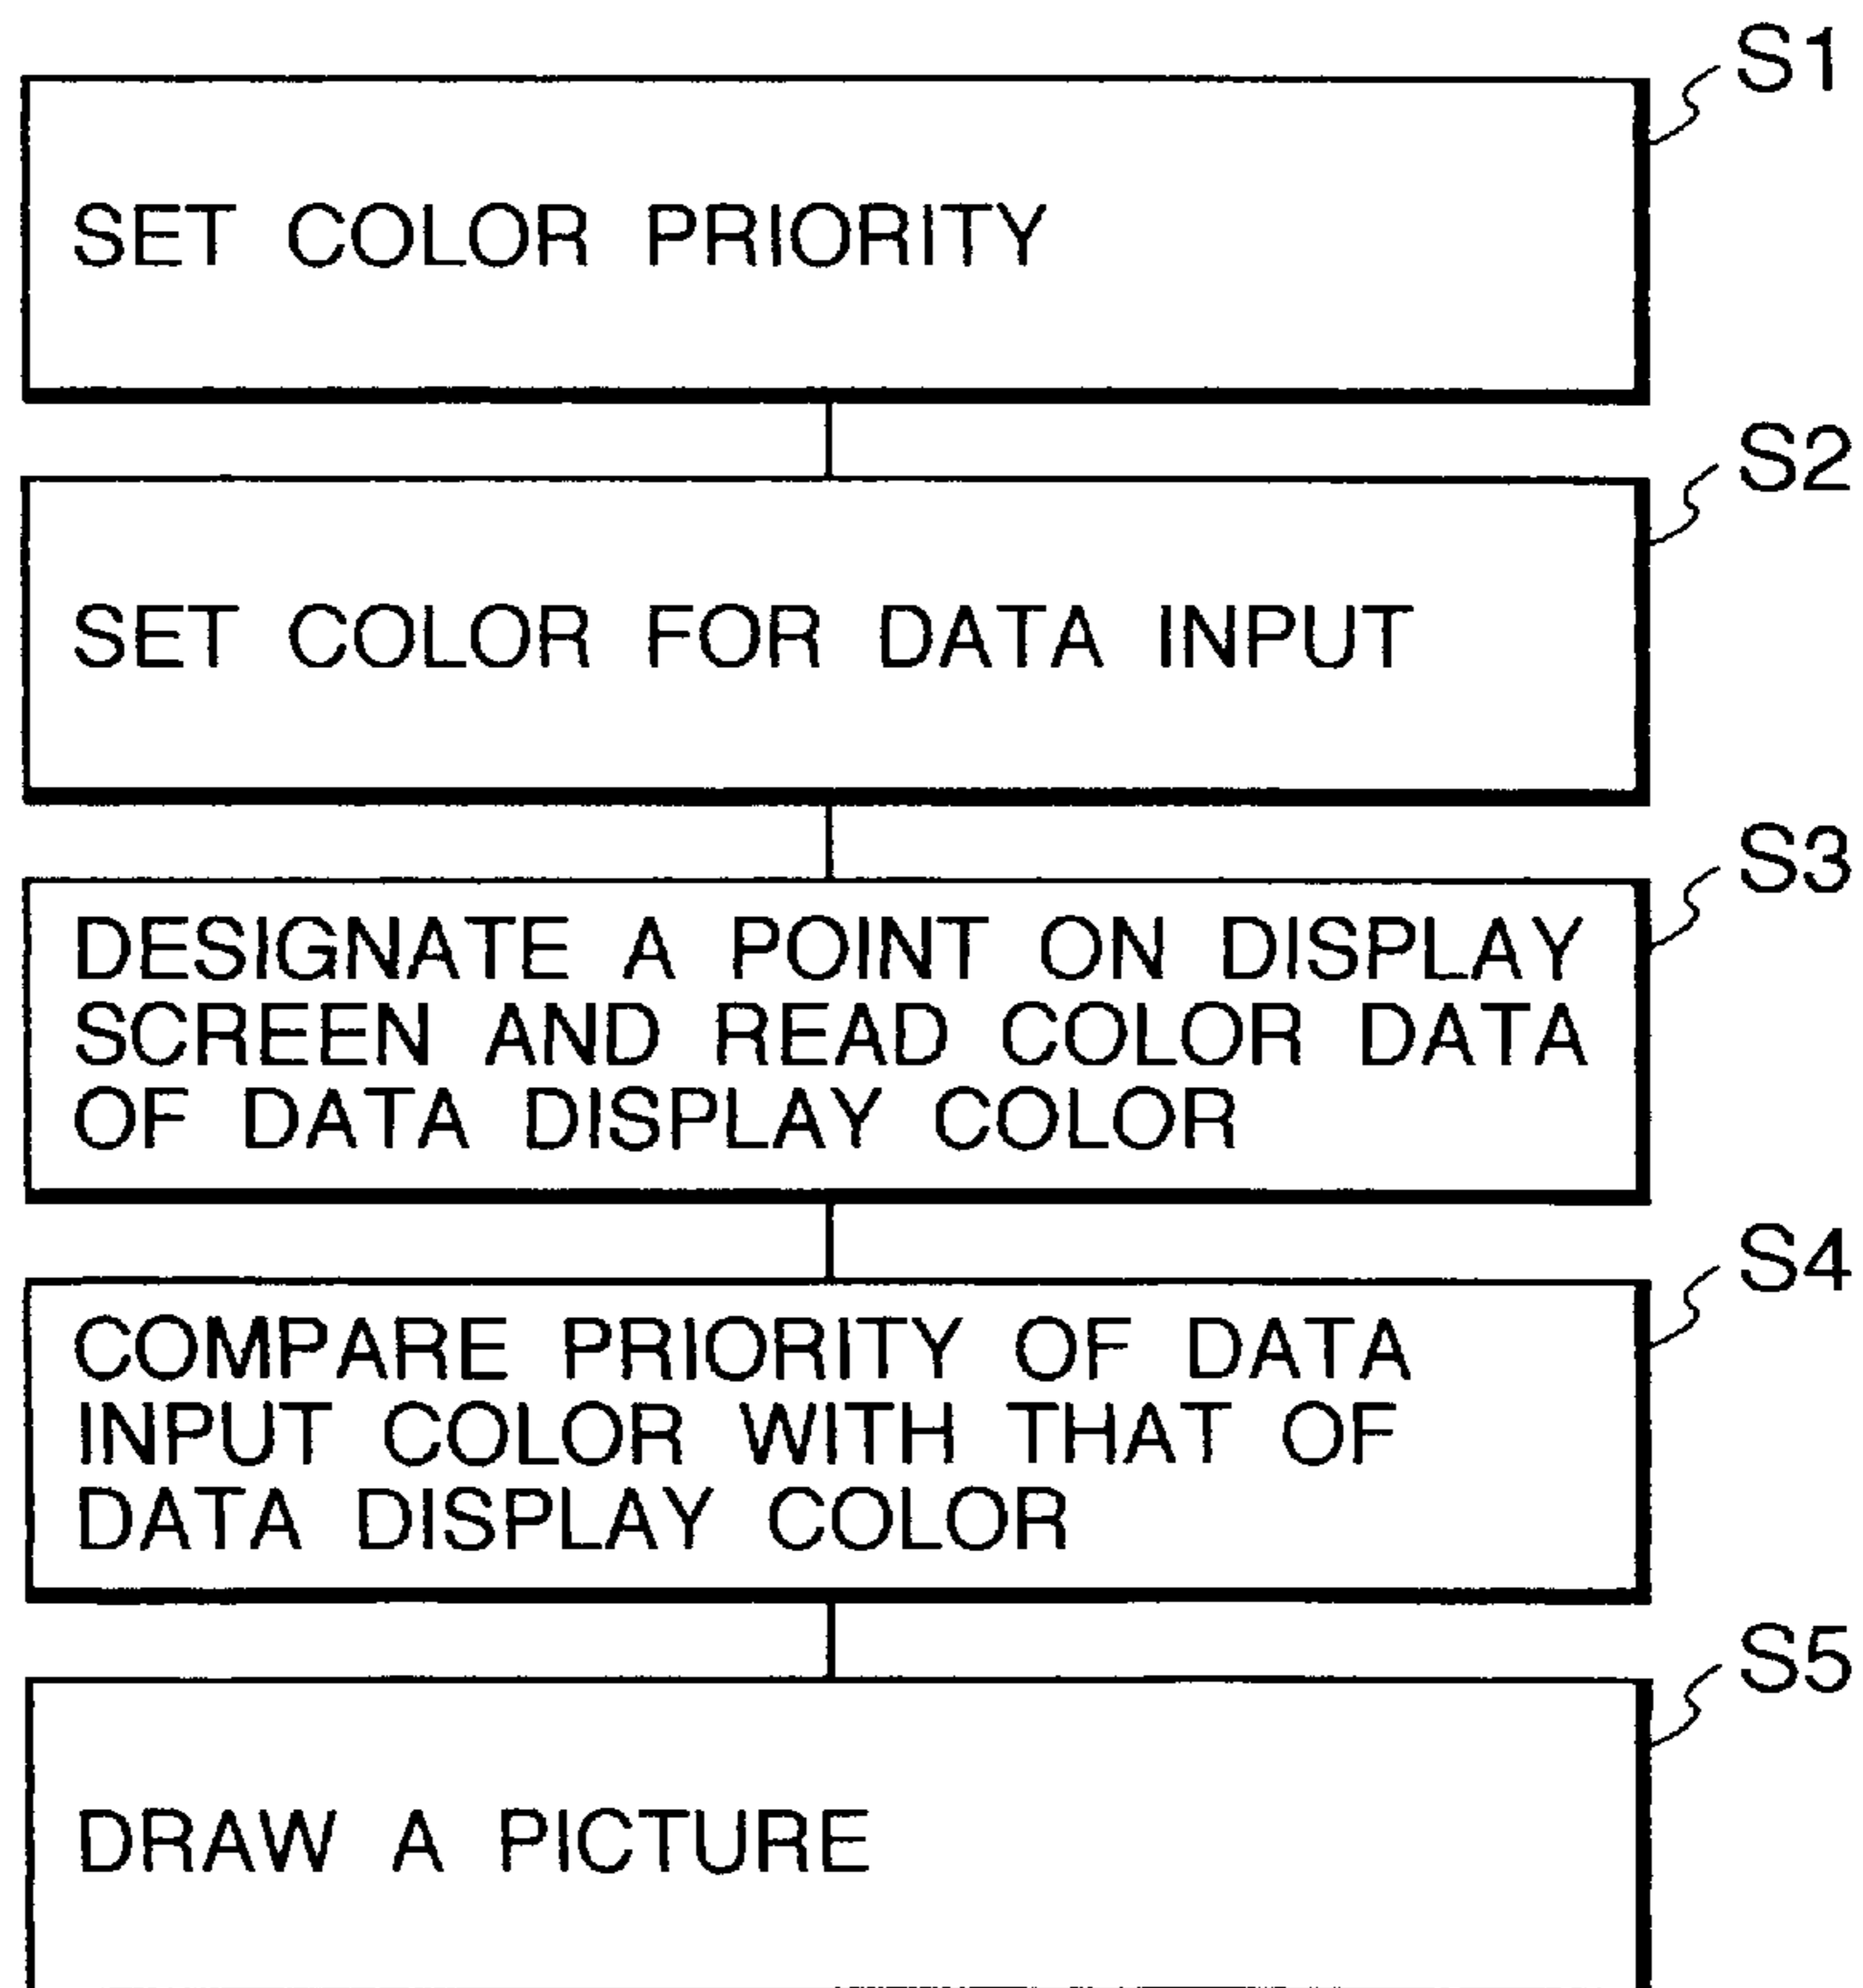 S1
SET COLOR PRIORITY
S2
SET COLOR FOR DATA INPUT
S3
DESIGNATE A POINT ON DISPLAY
SCREEN AND READ COLOR DATA
OF DATA DISPLAY COLOR
S4
COMPARE PRIORITY OF DATA
INPUT COLOR WITH THAT OF
DATA DISPLAY COLOR
S5
DRAW A PICTURE